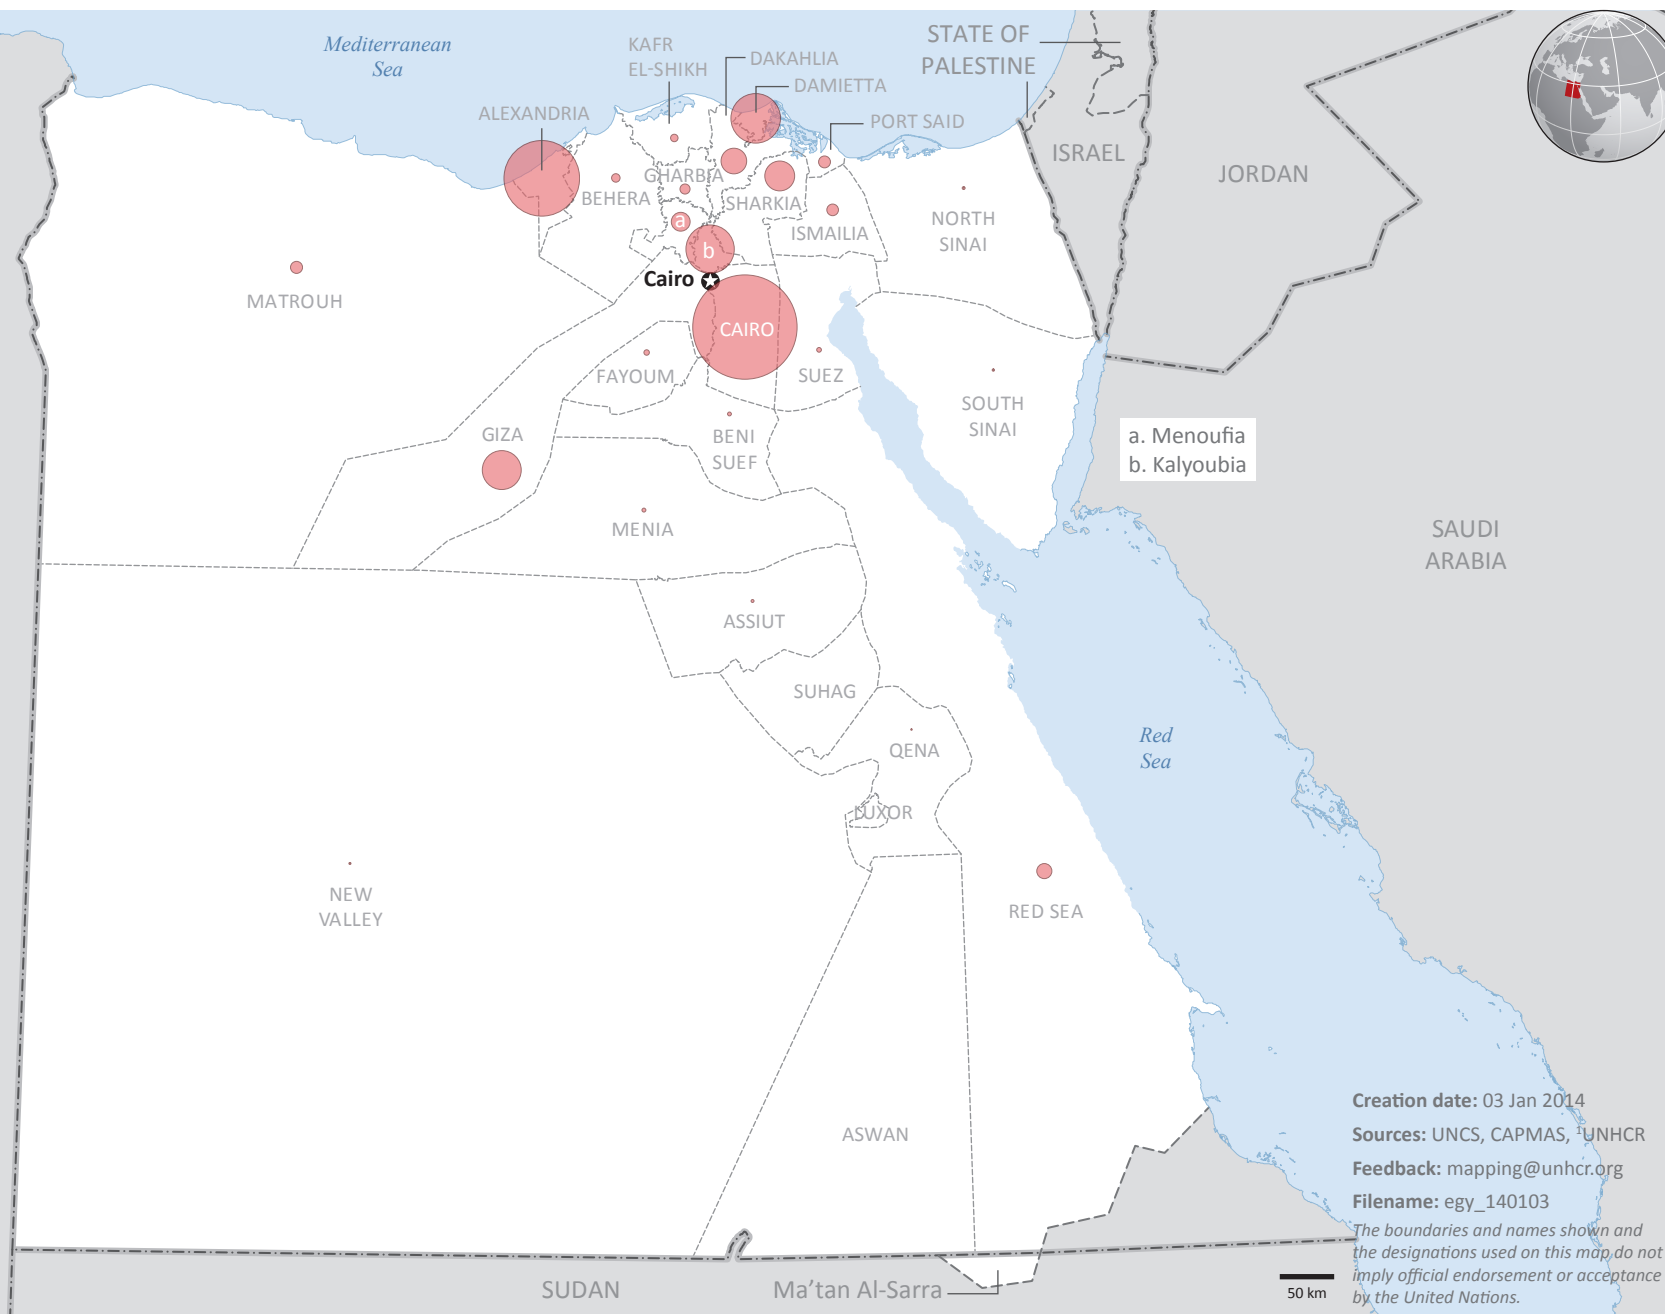 Mediterranean
Sea
KAFR
EL-SHIKH
DAKAHLIA
DAMIETTA
STATE OF
PALESTINE
ALEXANDRIA
PORT SAID
ISRAEL
JORDAN
GHARBIA
BEHERA
SHARKIA
a
ISMAILIA
NORTH
SINAI
b
Cairo
MATROUH
CAIRO
FAYOUM
SUEZ
SOUTH
SINAI
GIZA
BENI
SUEF
a. Menoufia
b. Kalyoubia
MENIA
SAUDI
ARABIA
ASSIUT
SUHAG
QENA
Red
Sea
LUXOR
NEW
VALLEY
RED SEA
ASWAN
Creation date: 03 Jan 2014
Sources: UNCS, CAPMAS, ¹UNHCR
Feedback: mapping@unhcr.org
Filename: egy_140103
The boundaries and names shown and
the designations used on this map do not
imply official endorsement or acceptance
by the United Nations.
50 km
SUDAN
Ma'tan Al-Sarra